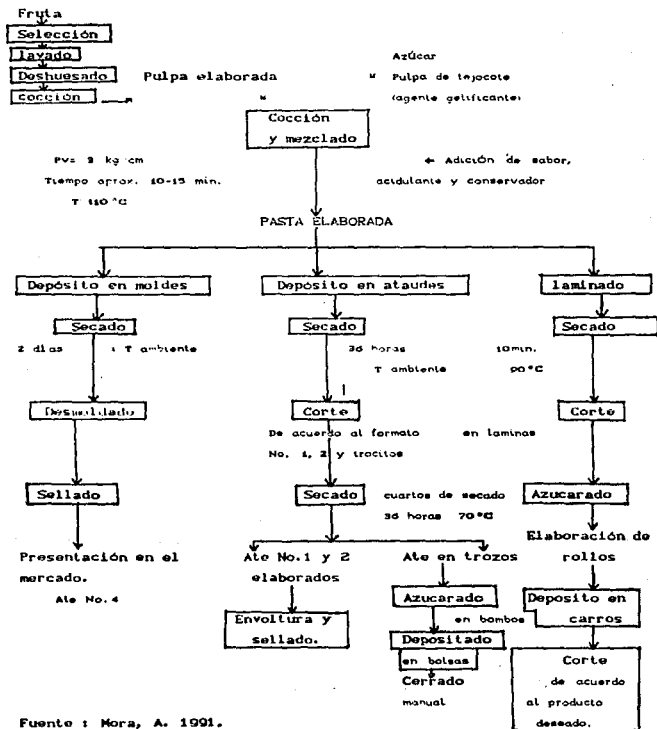 Fruta
Selección
lavado
Deshuesado
cocción
Pulpa elaborada
Azúcar
Pulpa de tejocote
(agente gelificante)
Cocción
y mezclado
Pv= kg cm
Tiempo aprox. 10-15 min.
T 110 °C
← Adición de sabor,
acidulante y conservador
PASTA ELABORADA
Depósito en moldes
Depósito en ataudes
laminado
Secado
Secado
Secado
2 dias T ambiente
36 horas
T ambiente
10min.
90°C
Desmoldado
Corte
Corte
De acuerdo al formato
No. 1, 2 y trocitos
en laminas
Sellado
Secado
cuartos de secado
36 horas 70°C
Azucarado
Presentación en el
mercado.
Ate No. 4
Ate No.1 y 2
elaborados
Ate en trozos
Elaboración de
rollos
Envoltura y
sellado.
Azucarado
en bombos
Depositado
en bolsas
Cerrado
manual
Deposito en
carros
Corte
de acuerdo
al producto
deseado.
Fuente : Mora, A. 1991.